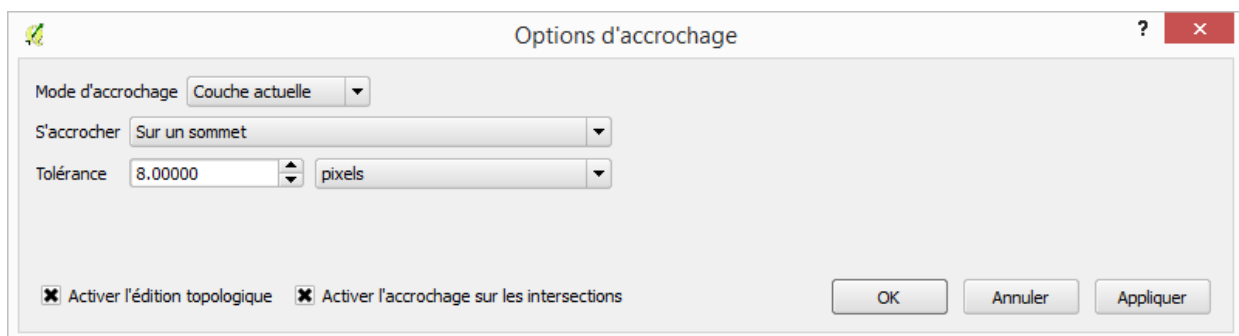 Options d'accrochage
?
Mode d'accrochage Couche actuelle
S'accrocher Sur un sommet
Tolérance 8.00000 pixels
Activer l'édition topologique Activer l'accrochage sur les intersections OK Annuler Appliquer